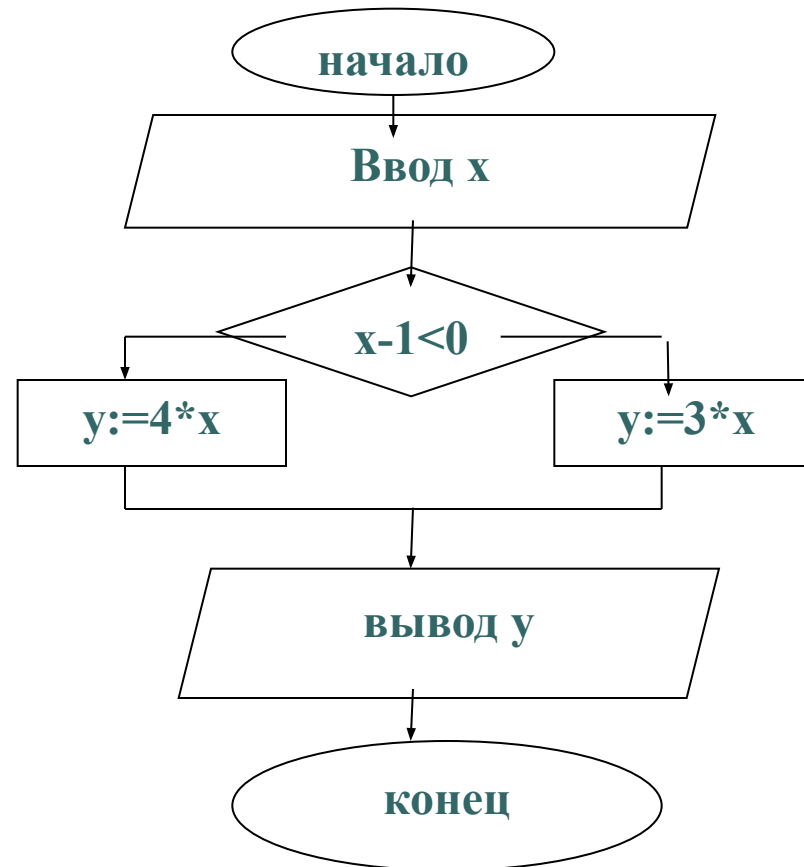 начало
Ввод x
x-1<0
y:=4*x
y:=3*x
вывод y
конец